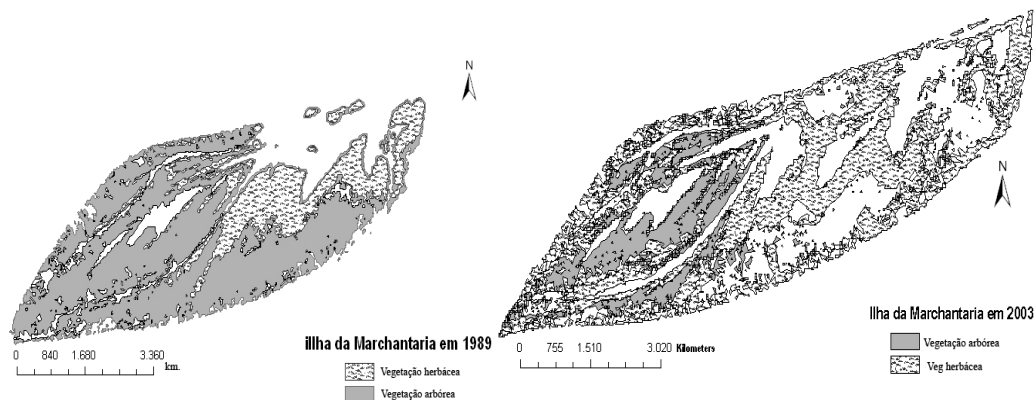 N
illha da Marchantaria em 1989
0 840 1.680 3.360
km.
Vegetação herbácea
Vegetação arbórea
N
Ilha da Marchantaria em 2003
0 755 1.510 3.020 Kilometers
Vegetação arbórea
Veg herbácea